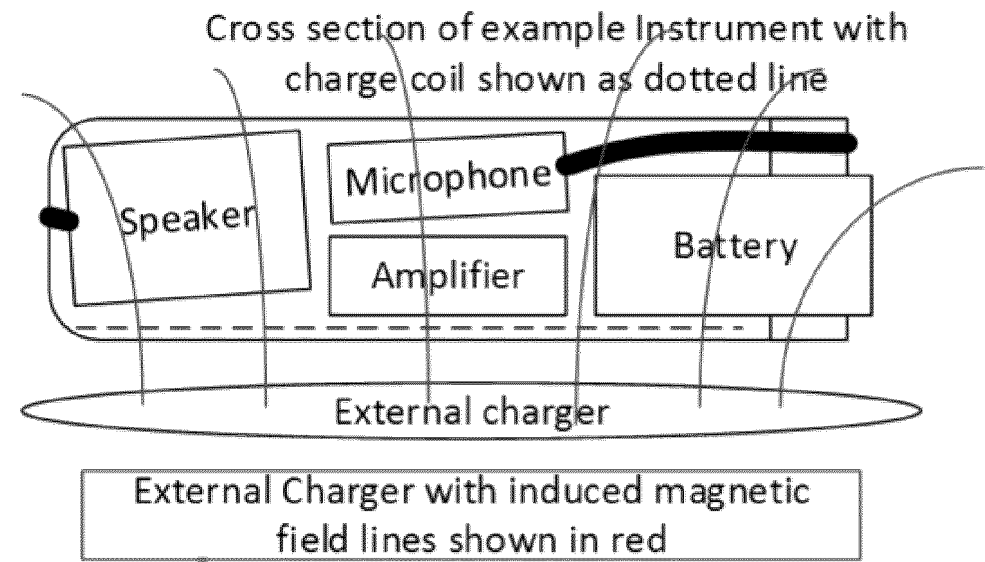 Cross section of example Instrument with
charge coil shown as dotted line
Microphone
Speaker
Battery
Amplifier
External charger
External Charger with induced magnetic
field lines shown in red